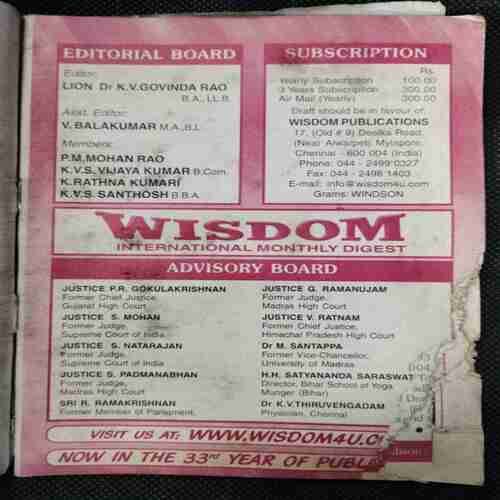 EDITORIAL BOARD
Editor:
LION Dr K.V.GOVINDA RAO
B.A., LL.B.
Asst. Editor:
V. BALAKUMAR M.A.,B.L
Members:
P.M.MOHAN RAO
K.V.S. VIJAYA KUMAR B.Com.
K.RATHNA KUMARI
K.V.S. SANTHOSH B.B.A.
SUBSCRIPTION
Rs.
Yearly Subscription 100.00
3 Years Subscription 300.00
Air Mail (Yearly) 300.00
Draft should be in favour of:
WISDOM PUBLICATIONS
17, (Old # 9) Road,
(Near Alwarpet) Mylapore,
Chennai - 600 004 (India)
Phone: 044 - 2499 0327
Fax: 044 - 2498 1403
E-mail: info@wisdom4u.com
Grams: WINDSON
WISDOM
INTERNATIONAL MONTHLY DIGEST
ADVISORY BOARD
JUSTICE P.R. GOKULAKRISHNAN
Former Chief Justice,
Gujarat High Court
JUSTICE S. MOHAN
Former Judge,
Supreme Court of India
JUSTICE S. NATARAJAN
Former Judge,
Supreme Court of India
JUSTICE S. PADMANABHAN
Former Judge,
Madras High Court
SRI R. RAMAKRISHNAN
Former Member of Parliament,
JUSTICE G. RAMANUJAM
Former Judge,
Madras High Court
JUSTICE V. RATNAM
Former Chief Justice,
Himachal Pradesh High Court
Dr M. SANTAPPA
Former Vice-Chancellor,
University of Madras
H.H. SATYANANDA SARASWAT
Director, Bihar School of Yoga,
Munger (Bihar)
Dr K.V.THIRUVENGADAM
Physician, Chennai
VISIT US AT: WWW.WISDOM4U.C
NOW IN THE 33rd YEAR OF PUBL